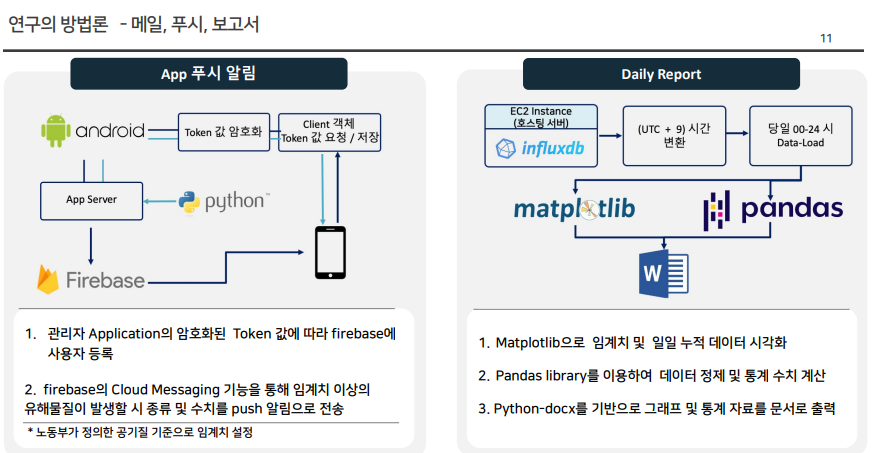 연구의 방법론 - 메일, 푸시, 보고서
11
App 푸시 알림
android
Token 값 암호화
Client 객체
Token 값 요청 / 저장
App Server
python™
Firebase
1. 관리자 Application의 암호화된 Token 값에 따라 firebase에
사용자 등록
2. firebase의 Cloud Messaging 기능을 통해 임계치 이상의
유해물질이 발생할 시 종류 및 수치를 push 알림으로 전송
* 노동부가 정의한 공기질 기준으로 임계치 설정
Daily Report
EC2 Instance
(호스팅 서버)
influxdb
(UTC + 9) 시간
변환
당일 00-24 시
Data-Load
matplotlib
pandas
W
1. Matplotlib으로 임계치 및 일일 누적 데이터 시각화
2. Pandas library를 이용하여 데이터 정제 및 통계 수치 계산
3. Python-docx를 기반으로 그래프 및 통계 자료를 문서로 출력